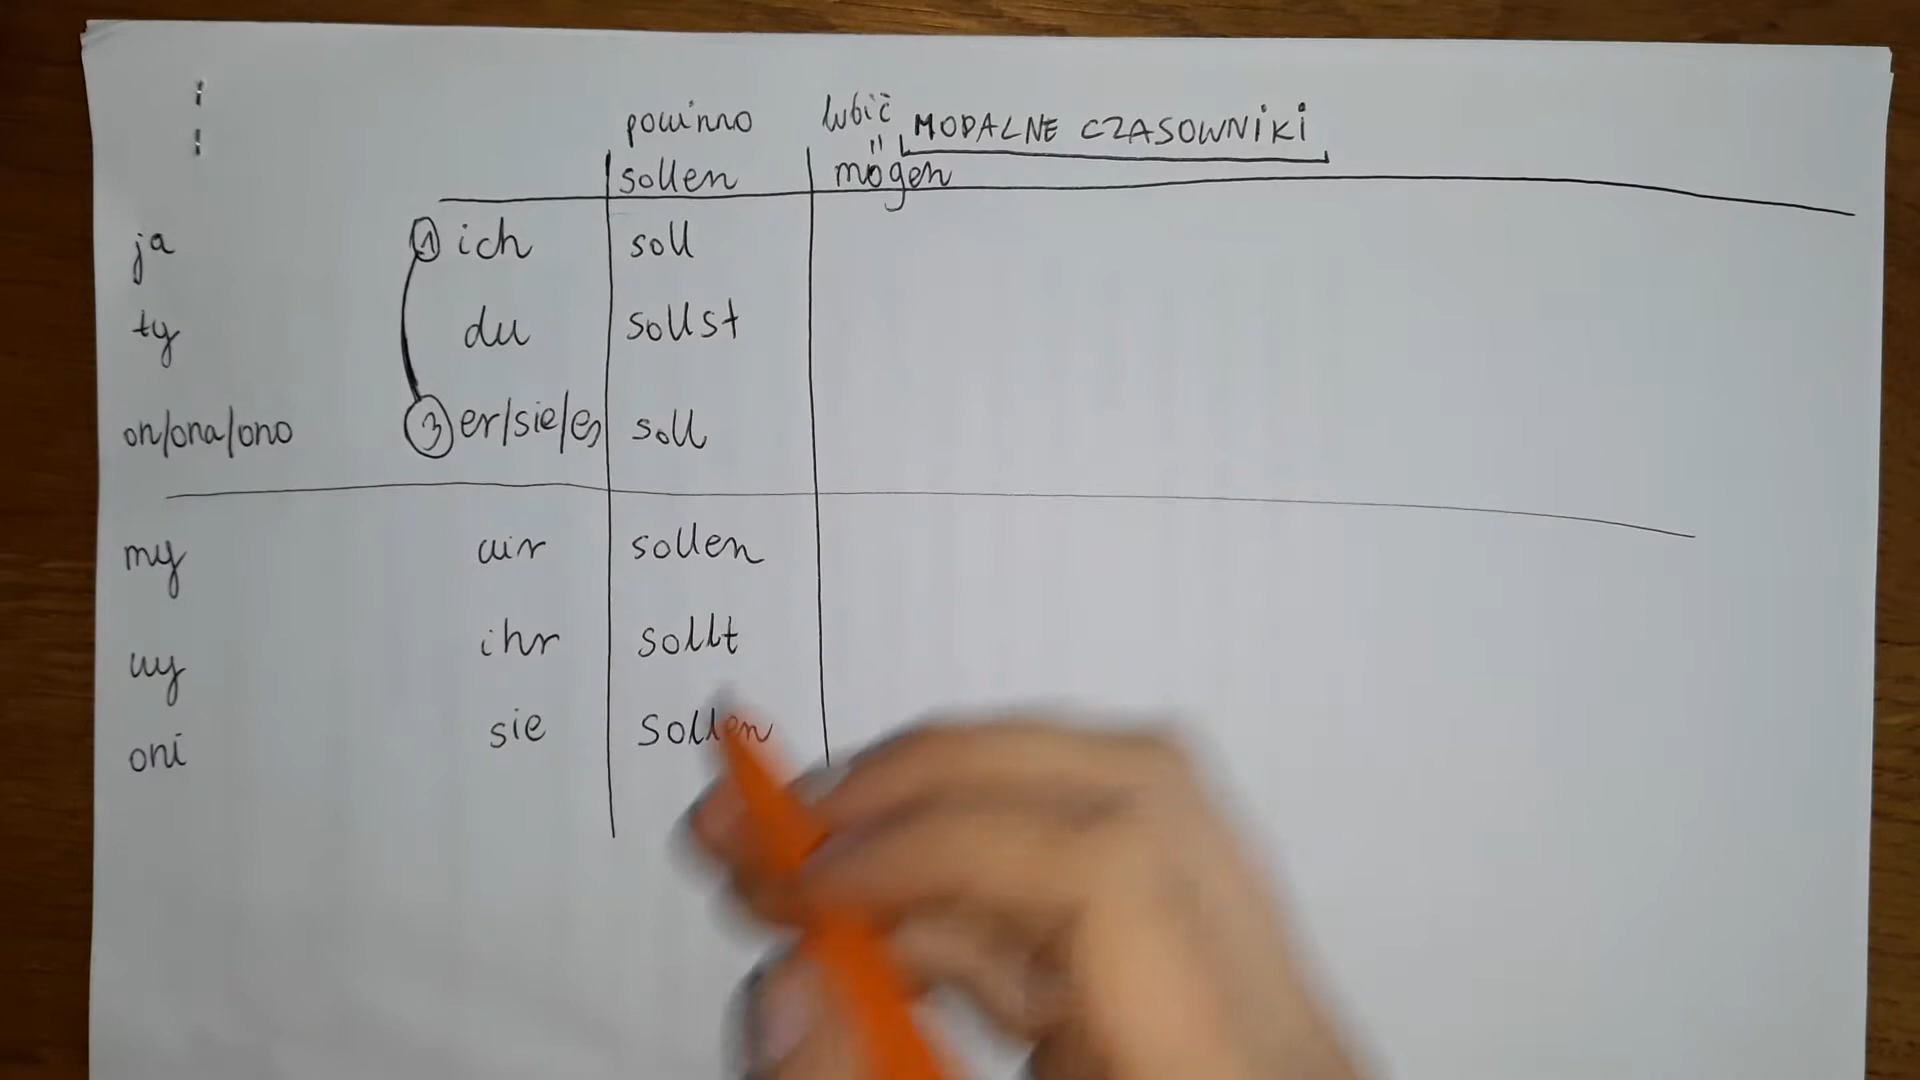 powinno lubić MODALNE CZASOWNIKI
sollen mögen
ja 1 ich soll
ty du sollst
on/ona/ono 3 er/sie/es soll
my wir sollen
wy ihr sollt
oni sie sollen